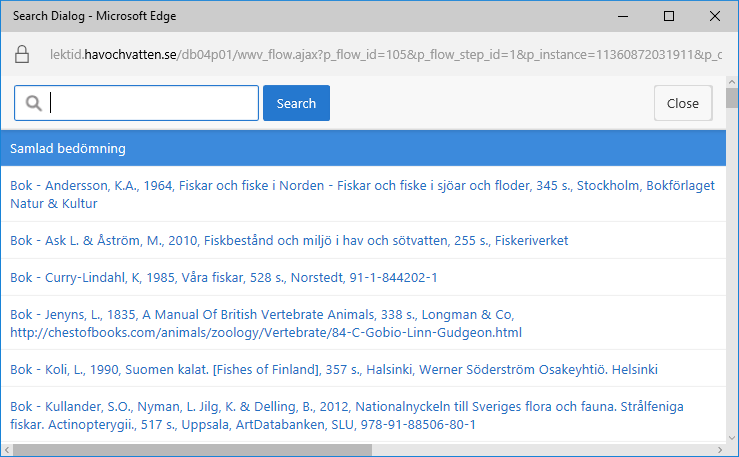 Search Dialog - Microsoft Edge
lektid.havochvatten.se/db04p01/wwv_flow.ajax?p_flow_id=105&p_flow_step_id=1&p_instance=11360872031911&p_c
Search
Close
Samlad bedömning
Bok - Andersson, K.A., 1964, Fiskar och fiske i Norden - Fiskar och fiske i sjöar och floder, 345 s., Stockholm, Bokförlaget
Natur & Kultur
Bok - Ask L. & Åström, M., 2010, Fiskbestånd och miljö i hav och sötvatten, 255 s., Fiskeriverket
Bok - Curry-Lindahl, K, 1985, Våra fiskar, 528 s., Norstedt, 91-1-844202-1
Bok - Jenyns, L., 1835, A Manual Of British Vertebrate Animals, 338 s., Longman & Co,
http://chestofbooks.com/animals/zoology/Vertebrate/84-C-Gobio-Linn-Gudgeon.html
Bok - Koli, L., 1990, Suomen kalat. [Fishes of Finland], 357 s., Halsinki, Werner Söderström Osakeyhtiö. Helsinki
Bok - Kullander, S.O., Nyman, L. Jilg, K. & Delling, B., 2012, Nationalnyckeln till Sveriges flora och fauna. Strålfeniga
fiskar. Actinopterygii., 517 s., Uppsala, ArtDatabanken, SLU, 978-91-88506-80-1